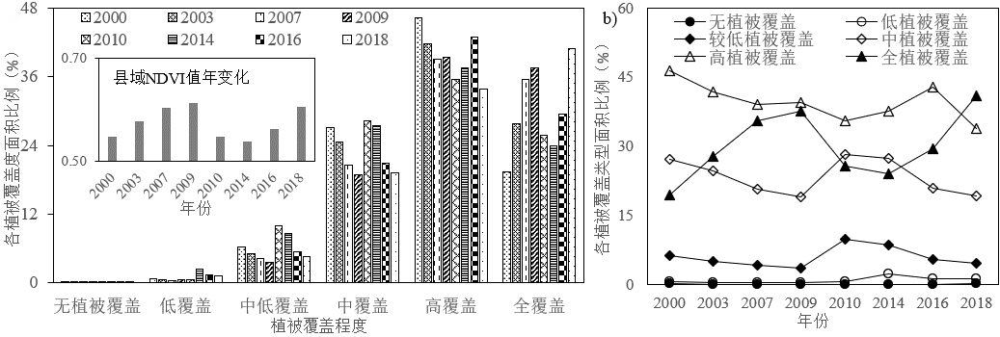 各植被覆盖度面积比例（%）
48
36
24
12
0
2000 2003 2007 2009
2010 2014 2016 2018
0.70
县域NDVI值年变化
0.50
2000 2003 2007 2009 2010 2014 2016 2018
年份
无植被覆盖 低覆盖 中低覆盖 中覆盖 高覆盖 全覆盖
植被覆盖程度
b)
各植被覆盖类型面积比例（%）
60
45
30
15
0
无植被覆盖 低植被覆盖
较低植被覆盖 中植被覆盖
高植被覆盖 全植被覆盖
2000 2003 2007 2009 2010 2014 2016 2018
年份